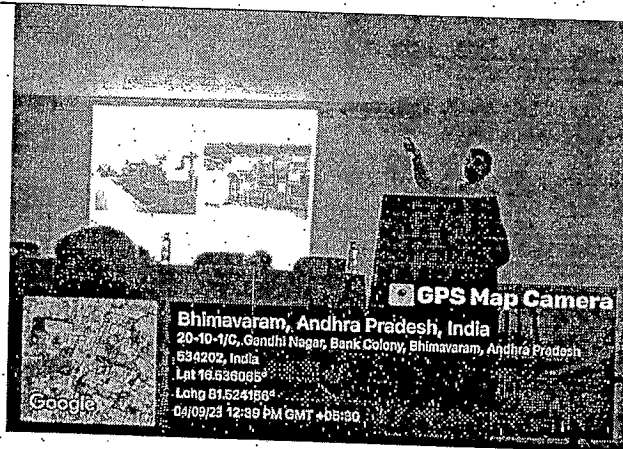 GPS Map Camera
Bhimavaram, Andhra Pradesh, India
20-10-1/C, Gandhi Nagar, Bank Colony, Bhimavaram, Andhra Pradesh
534202, India
Lat 16.536065°
Long 81.524156°
04/09/23 12:39 PM GMT +05:30
Google